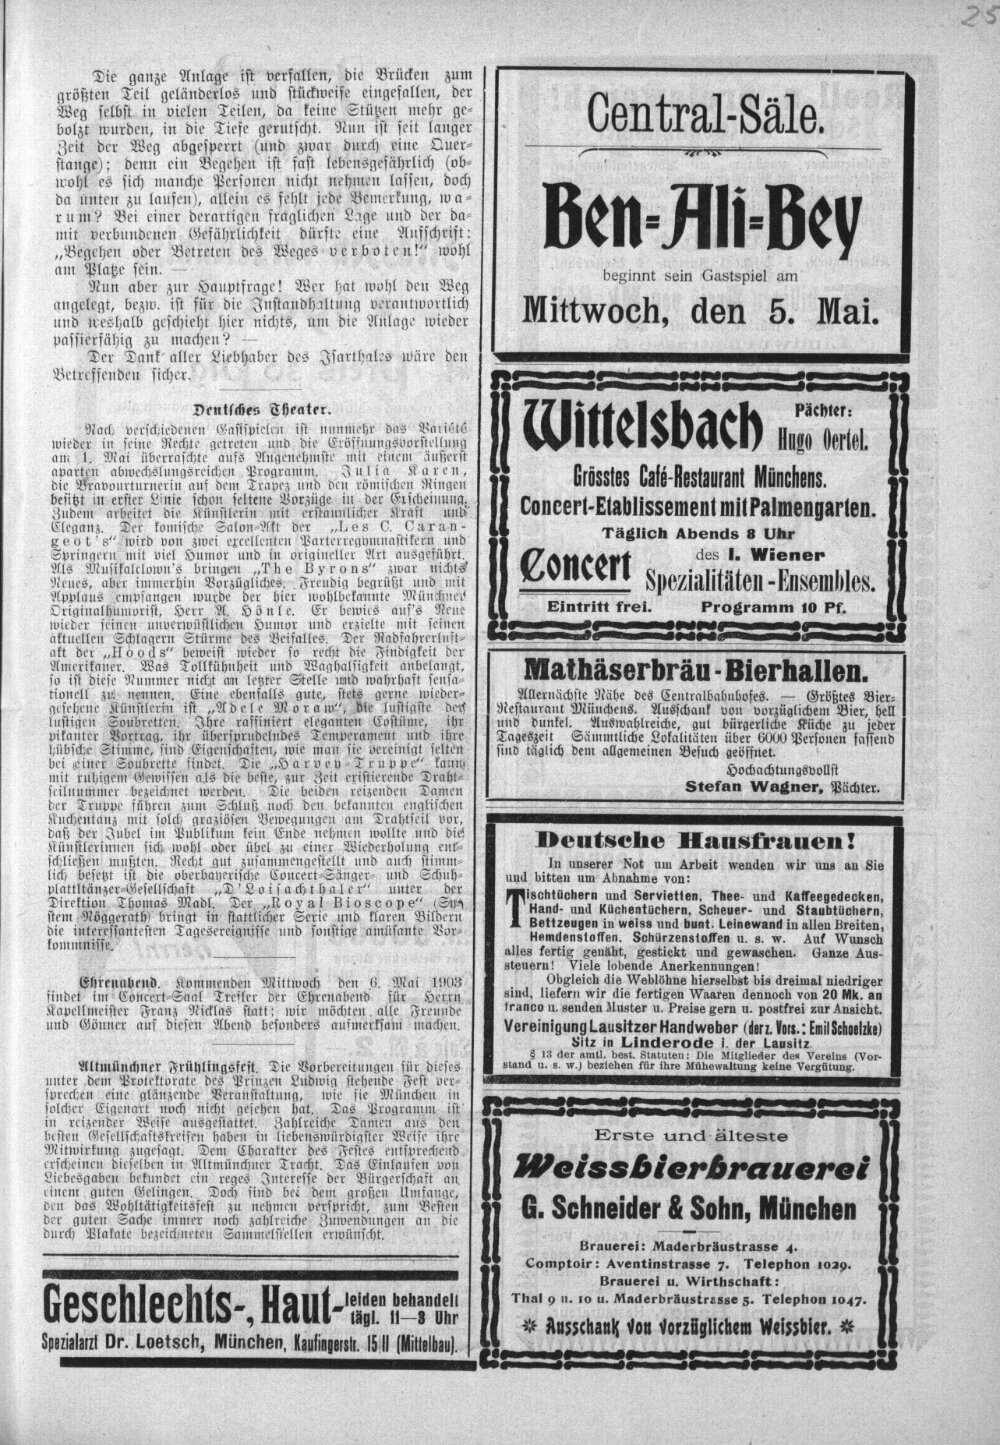 25
Die ganze Anlage ist verfallen, die Brücken zum
größten Teil geländerlos und stückweise eingefallen, der
Weg selbst in vielen Teilen, da keine Stützen mehr ge-
bolzt wurden, in die Tiefe gerutscht. Nun ist seit langer
Zeit der Weg abgesperrt (und zwar durch eine Quer-
stange); denn ein Begehen ist fast lebensgefährlich (ob-
wohl es sich manche Personen nicht nehmen lassen, doch
da unten zu laufen), allein es fehlt jede Bemerkung, wa-
rum? Bei einer derartigen fraglichen Lage und der da-
mit verbundenen Gefährlichkeit dürfte eine Aufschrift:
„Begehen oder Betreten des Weges verboten!“ wohl
am Platze sein. —
Nun aber zur Hauptfrage! Wer hat wohl den Weg
angelegt, bezw. ist für die Instandhaltung verantwortlich
und weshalb geschieht hier nichts, um die Anlage wieder
passierfähig zu machen? —
Der Dank aller Liebhaber des Isarthales wäre den
Betreffenden sicher.
Deutsches Theater.
Nach verschiedenen Gastspielen ist nunmehr das Varieté
wieder in seine Rechte getreten und die Eröffnungsvorstellung
am 1. Mai überraschte aufs Angenehmste mit einem äußerst
aparten abwechslungsreichen Programm. Julia Karen,
die Bravourturnerin auf dem Trapez und den römischen Ringen
besitzt in erster Linie schon seltene Vorzüge in der Erscheinung.
Zudem arbeitet die Künstlerin mit erstaunlicher Kraft und
Eleganz. Der komische Salon-Akt der „Les C. Caran-
geot's“ wird von zwei excellenten Parterregymnastikern und
Springern mit viel Humor und in origineller Art ausgeführt.
Als Musikalclown's bringen „The Byrons“ zwar nichts
Neues, aber immerhin Vorzügliches. Freudig begrüßt und mit
Applaus empfangen wurde der hier wohlbekannte Münchner
Originalhumorist, Herr A. Hönle. Er bewies auf's Neue
wieder seinen unverwüstlichen Humor und erzielte mit seinen
aktuellen Schlagern Stürme des Beifalles. Der Radfahrerluft-
akt der „Hoods“ beweist wieder so recht die Findigkeit der
Amerikaner. Was Tollkühnheit und Waghalsigkeit anbelangt,
so ist diese Nummer nicht an letzter Stelle und wahrhaft sensa-
tionell zu nennen. Eine ebenfalls gute, stets gerne wieder-
gesehene Künstlerin ist „Adele Moraw“, die lustigste der
lustigen Soubretten. Ihre raffiniert eleganten Costüme, ihr
pikanter Vortrag, ihr übersprudelndes Temperament und ihre
hübsche Stimme, sind Eigenschaften, wie man sie vereinigt selten
bei einer Soubrette findet. Die „Harvey-Truppe“ kann
mit ruhigem Gewissen als die beste, zur Zeit existierende Draht-
seilnummer bezeichnet werden. Die beiden reizenden Damen
der Truppe führen zum Schluß noch den bekannten englischen
Kuchentanz mit solch graziösen Bewegungen am Drahtseil vor,
daß der Jubel im Publikum kein Ende nehmen wollte und die
Künstlerinnen sich wohl oder übel zu einer Wiederholung ent-
schließen mußten. Recht gut zusammengestellt und auch stimm-
lich besetzt ist die oberbayerische Concert-Sänger- und Schuh-
plattltänzer-Gesellschaft „D' Loisachthaler“ unter der
Direktion Thomas Madl. Der „Royal Bioscope“ (Sy-
stem Nöggerath) bringt in stattlicher Serie und klaren Bildern
die interessantesten Tagesereignisse und sonstige amüsante Vor-
kommnisse.
Ehrenabend. Kommenden Mittwoch den 6. Mai 1903
findet im Concert-Saal Trefler der Ehrenabend für Herrn
Kapellmeister Franz Niclas statt; wir möchten alle Freunde
und Gönner auf diesen Abend besonders aufmerksam machen.
Altmünchner Frühlingsfest. Die Vorbereitungen für dieses
unter dem Protektorate des Prinzen Ludwig stehende Fest ver-
sprechen eine glänzende Veranstaltung, wie sie München in
solcher Eigenart noch nicht gesehen hat. Das Programm ist
in reizender Weise ausgestattet. Zahlreiche Damen aus den
besten Gesellschaftskreisen haben in liebenswürdigster Weise ihre
Mitwirkung zugesagt. Dem Charakter des Festes entsprechend
erscheinen dieselben in Altmünchner Tracht. Das Einlaufen von
Liebesgaben bekundet ein reges Interesse der Bürgerschaft an
einem guten Gelingen. Doch sind bei dem großen Umfange,
den das Wohltätigkeitsfest zu nehmen verspricht, zum Besten
der guten Sache immer noch zahlreiche Zuwendungen an die
durch Plakate bezeichneten Sammelstellen erwünscht.
Geschlechts-, Haut-leiden behandelt
tägl. 11—3 Uhr
Spezialarzt Dr. Loetsch, München, Kaufingerstr. 15/II (Mittelbau).
Central-Säle.
Ben-Ali-Bey
beginnt sein Gastspiel am
Mittwoch, den 5. Mai.
Wittelsbach Pächter:
Hugo Oertel.
Grösstes Café-Restaurant Münchens.
Concert-Etablissement mit Palmengarten.
Täglich Abends 8 Uhr
Concert des I. Wiener
Spezialitäten-Ensembles.
Eintritt frei. Programm 10 Pf.
Mathäserbräu-Bierhallen.
Allernächste Nähe des Centralbahnhofes. — Größtes Bier-
Restaurant Münchens. Ausschank von vorzüglichem Bier, hell
und dunkel. Auswahlreiche, gut bürgerliche Küche zu jeder
Tageszeit Sämmtliche Lokalitäten über 6000 Personen fassend
sind täglich dem allgemeinen Besuch geöffnet.
Hochachtungsvollst
Stefan Wagner, Pächter.
Deutsche Hausfrauen!
In unserer Not um Arbeit wenden wir uns an Sie
und bitten um Abnahme von:
Tischtüchern und Servietten, Thee- und Kaffeegedecken,
Hand- und Küchentüchern, Scheuer- und Staubtüchern,
Bettzeugen in weiss und bunt. Leinewand in allen Breiten,
Hemdenstoffen. Schürzenstoffen u. s. w. Auf Wunsch
alles fertig genäht, gestickt und gewaschen. Ganze Aus-
steuern! Viele lobende Anerkennungen!
Obgleich die Weblöhne hierselbst bis dreimal niedriger
sind, liefern wir die fertigen Waaren dennoch von 20 Mk. an
franco u. senden Muster u. Preise gern u. postfrei zur Ansicht.
Vereinigung Lausitzer Handweber (derz. Vors.: Emil Schoelzke)
Sitz in Linderode i. der Lausitz
§ 13 der amtl. best. Statuten: Die Mitglieder des Vereins (Vor-
stand u. s. w.) beziehen für ihre Mühewaltung keine Vergütung.
Erste und älteste
Weissbierbrauerei
G. Schneider & Sohn, München
Brauerei: Maderbräustrasse 4.
Comptoir: Aventinstrasse 7. Telephon 1029.
Brauerei u. Wirthschaft:
Thal 9 u. 10 u. Maderbräustrasse 5. Telephon 1047.
Ausschank von vorzüglichem Weissbier.